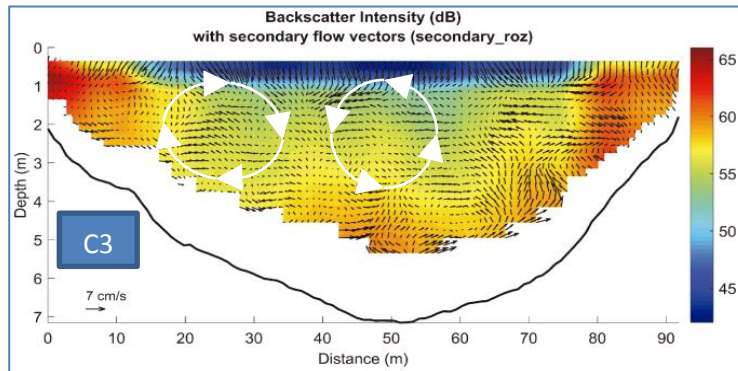 Backscatter Intensity (dB)
with secondary flow vectors (secondary_roz)
0
1
2
3
4
5
6
7
Depth (m)
C3
7 cm/s
0 10 20 30 40 50 60 70 80 90
Distance (m)
65
60
55
50
45